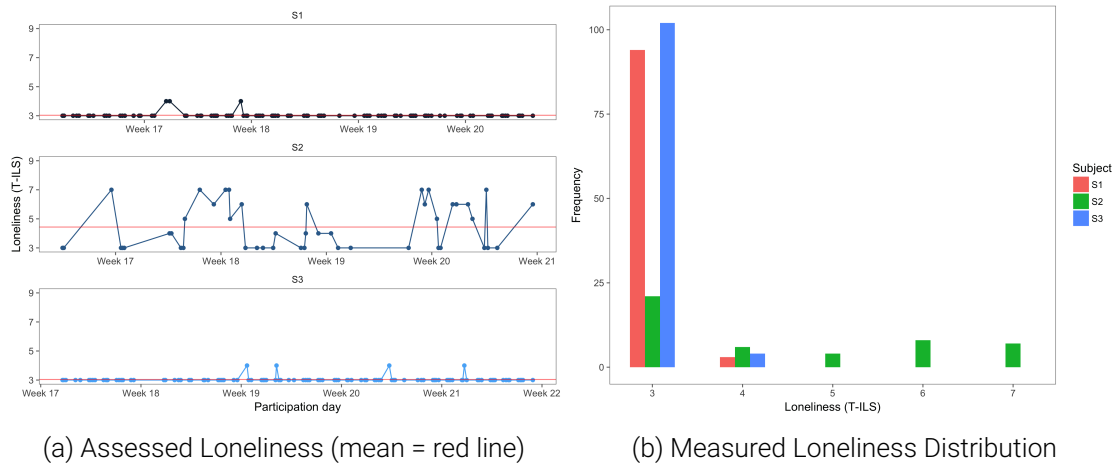 S1
9
7
5
3
Week 17 Week 18 Week 19 Week 20
S2
Loneliness (T-ILS)
9
7
5
3
Week 17 Week 18 Week 19 Week 20 Week 21
S3
9
7
5
3
Week 17 Week 18 Week 19 Week 20 Week 21 Week 22
Participation day
(a) Assessed Loneliness (mean = red line)
Frequency
100
75
50
25
0
3 4 5 6 7
Loneliness (T-ILS)
Subject
S1
S2
S3
(b) Measured Loneliness Distribution